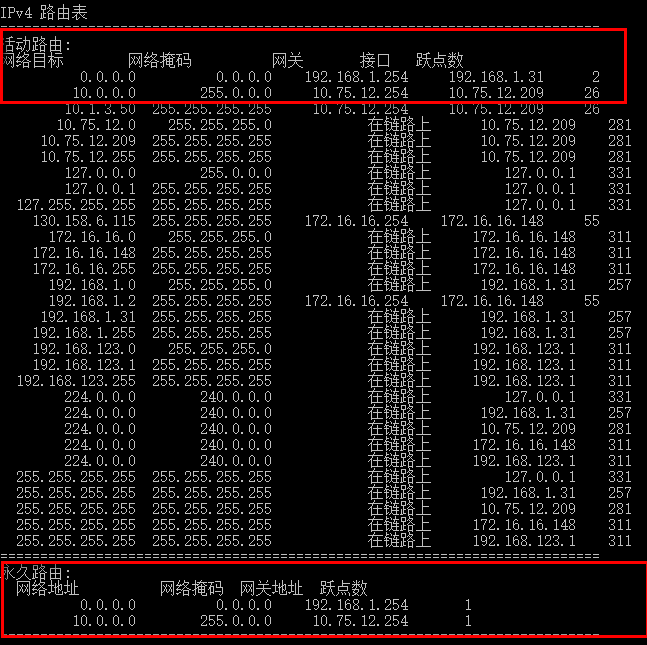 IPv4 路由表
===========================================================================
活动路由:
网络目标 网络掩码 网关 接口 跃点数
0.0.0.0 0.0.0.0 192.168.1.254 192.168.1.31 2
10.0.0.0 255.0.0.0 10.75.12.254 10.75.12.209 26
10.1.3.50 255.255.255.255 10.75.12.254 10.75.12.209 26
10.75.12.0 255.255.255.0 在链路上 10.75.12.209 281
10.75.12.209 255.255.255.255 在链路上 10.75.12.209 281
10.75.12.255 255.255.255.255 在链路上 10.75.12.209 281
127.0.0.0 255.0.0.0 在链路上 127.0.0.1 331
127.0.0.1 255.255.255.255 在链路上 127.0.0.1 331
127.255.255.255 255.255.255.255 在链路上 127.0.0.1 331
130.158.6.115 255.255.255.255 172.16.16.254 172.16.16.148 55
172.16.16.0 255.255.255.0 在链路上 172.16.16.148 311
172.16.16.148 255.255.255.255 在链路上 172.16.16.148 311
172.16.16.255 255.255.255.255 在链路上 172.16.16.148 311
192.168.1.0 255.255.255.0 在链路上 192.168.1.31 257
192.168.1.2 255.255.255.255 172.16.16.254 172.16.16.148 55
192.168.1.31 255.255.255.255 在链路上 192.168.1.31 257
192.168.1.255 255.255.255.255 在链路上 192.168.1.31 257
192.168.123.0 255.255.255.0 在链路上 192.168.123.1 311
192.168.123.1 255.255.255.255 在链路上 192.168.123.1 311
192.168.123.255 255.255.255.255 在链路上 192.168.123.1 311
224.0.0.0 240.0.0.0 在链路上 127.0.0.1 331
224.0.0.0 240.0.0.0 在链路上 192.168.1.31 257
224.0.0.0 240.0.0.0 在链路上 10.75.12.209 281
224.0.0.0 240.0.0.0 在链路上 172.16.16.148 311
224.0.0.0 240.0.0.0 在链路上 192.168.123.1 311
255.255.255.255 255.255.255.255 在链路上 127.0.0.1 331
255.255.255.255 255.255.255.255 在链路上 192.168.1.31 257
255.255.255.255 255.255.255.255 在链路上 10.75.12.209 281
255.255.255.255 255.255.255.255 在链路上 172.16.16.148 311
255.255.255.255 255.255.255.255 在链路上 192.168.123.1 311
===========================================================================
永久路由:
网络地址 网络掩码 网关地址 跃点数
0.0.0.0 0.0.0.0 192.168.1.254 1
10.0.0.0 255.0.0.0 10.75.12.254 1
===========================================================================